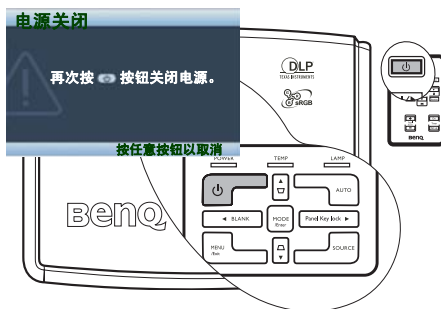 电源关闭
再次按 按钮关闭电源。
按任意按钮以取消
DLP
TEXAS INSTRUMENTS
sRGB
BenQ
POWER
TEMP
LAMP
AUTO
◄ BLANK
MODE
/Enter
Panel Key lock ►
MENU
/Exit
SOURCE
BenQ